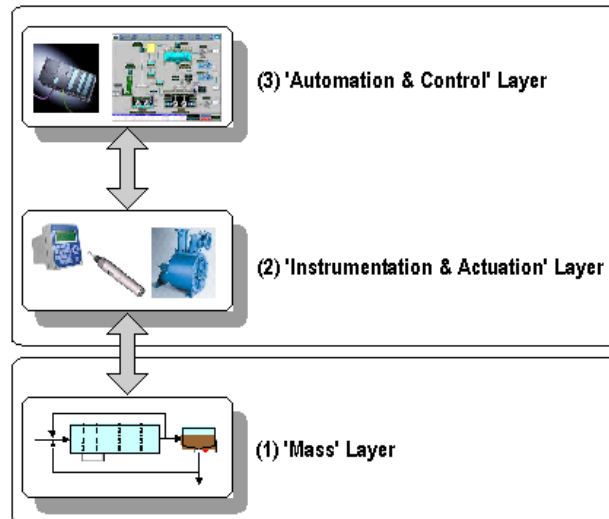 (3) 'Automation & Control' Layer
(2) 'Instrumentation & Actuation' Layer
(1) 'Mass' Layer